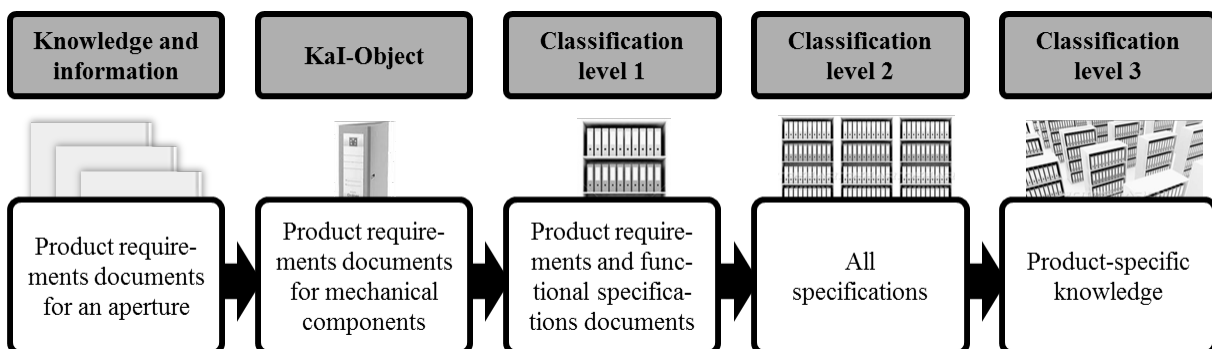 Knowledge and
information
KaI-Object
Classification
level 1
Classification
level 2
Classification
level 3
Product require-
ments documents
for an aperture
Product require-
ments documents
for mechanical
components
Product require-
ments and func-
tional specifica-
tions documents
All
specifications
Product-specific
knowledge